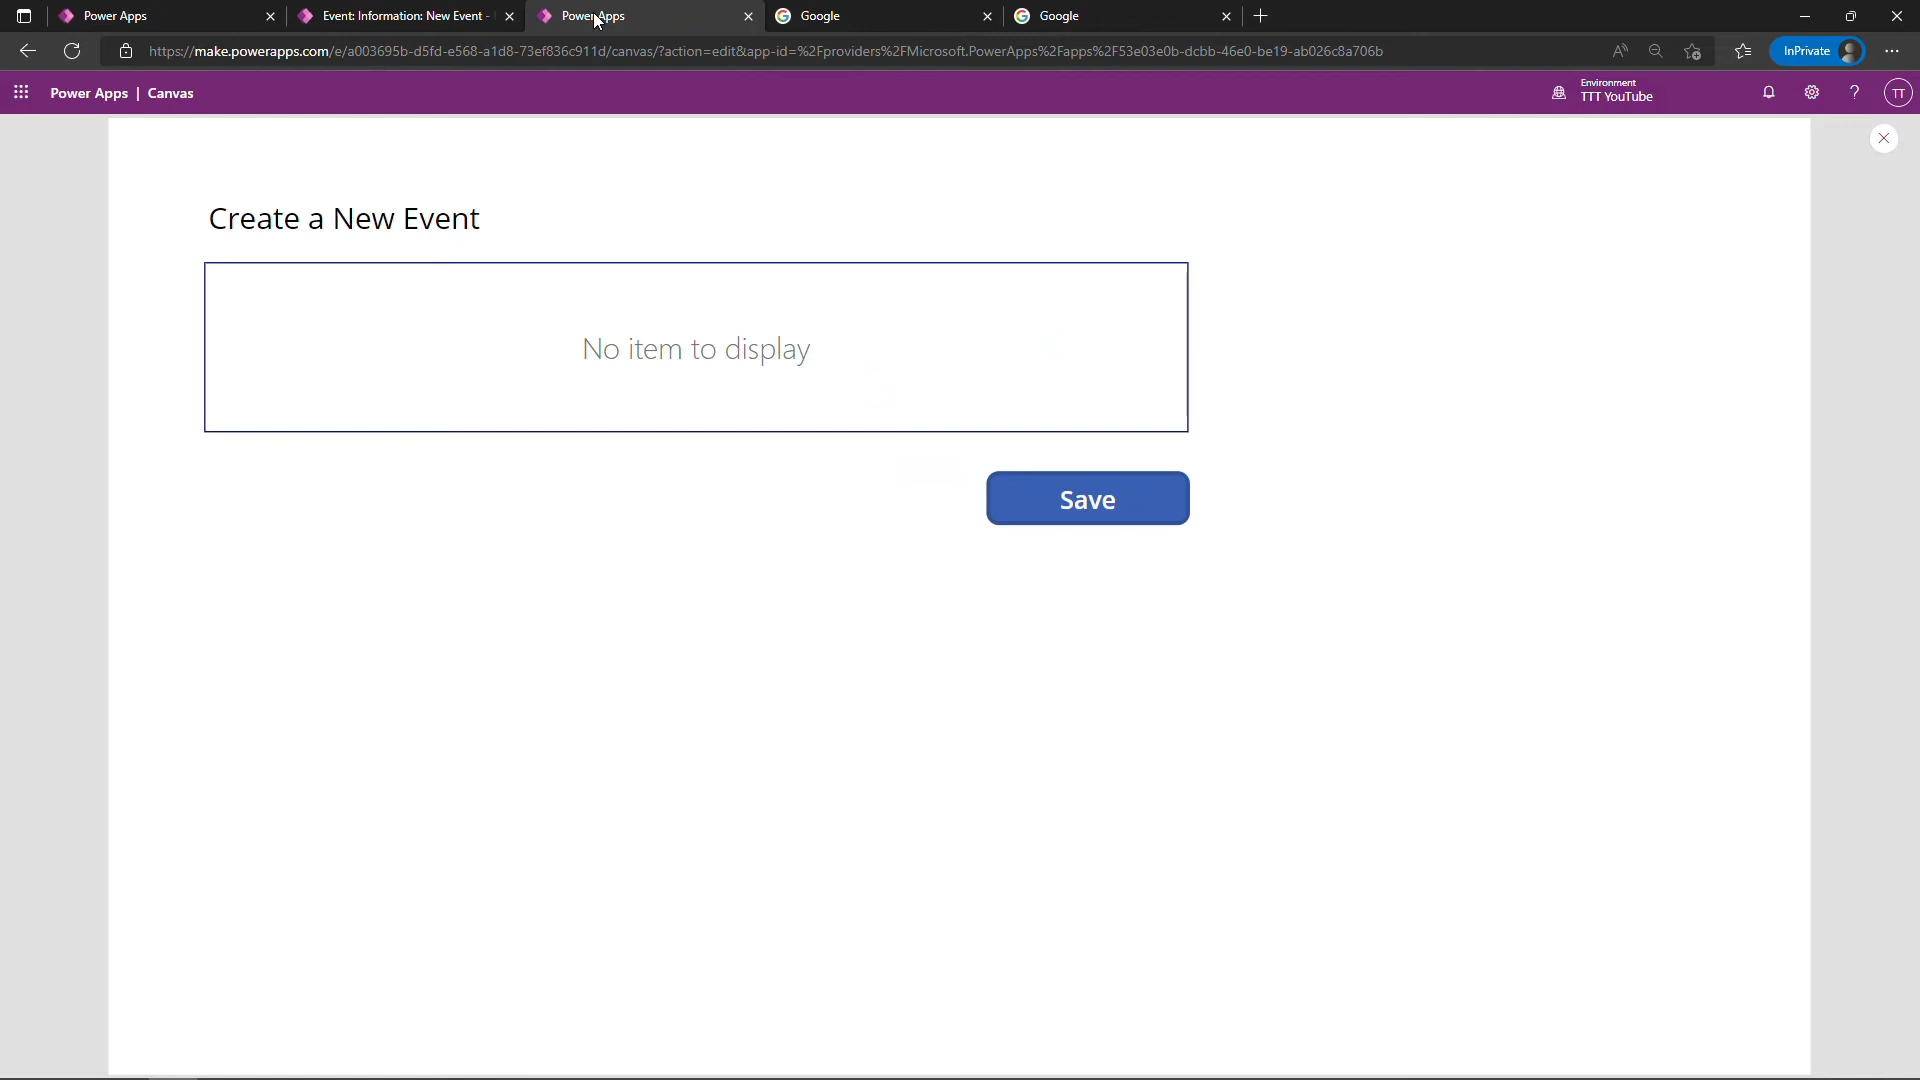 Power Apps
Event: Information: New Event -
Power Apps
Google
Google
https://make.powerapps.com/e/a003695b-d5fd-e568-a1d8-73ef836c911d/canvas/?action=edit&app-id=%2Fproviders%2FMicrosoft.PowerApps%2Fapps%2F53e03e0b-dcbb-46e0-be19-ab026c8a706b
InPrivate
Power Apps | Canvas
Environment
TTT YouTube
TT
Create a New Event
No item to display
Save